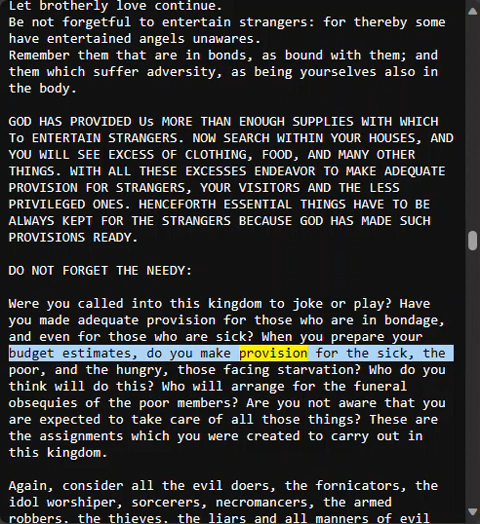 Let brotherly love continue.
Be not forgetful to entertain strangers: for thereby some
have entertained angels unawares.
Remember them that are in bonds, as bound with them; and
them which suffer adversity, as being yourselves also in
the body.
GOD HAS PROVIDED Us MORE THAN ENOUGH SUPPLIES WITH WHICH
To ENTERTAIN STRANGERS. NOW SEARCH WITHIN YOUR HOUSES, AND
YOU WILL SEE EXCESS OF CLOTHING, FOOD, AND MANY OTHER
THINGS. WITH ALL THESE EXCESSES ENDEAVOR TO MAKE ADEQUATE
PROVISION FOR STRANGERS, YOUR VISITORS AND THE LESS
PRIVILEGED ONES. HENCEFORTH ESSENTIAL THINGS HAVE TO BE
ALWAYS KEPT FOR THE STRANGERS BECAUSE GOD HAS MADE SUCH
PROVISIONS READY.
DO NOT FORGET THE NEEDY:
Were you called into this kingdom to joke or play? Have
you made adequate provision for those who are in bondage,
and even for those who are sick? When you prepare your
budget estimates, do you make provision for the sick, the
poor, and the hungry, those facing starvation? Who do you
think will do this? Who will arrange for the funeral
obsequies of the poor members? Are you not aware that you
are expected to take care of all those things? These are
the assignments which you were created to carry out in
this kingdom.
Again, consider all the evil doers, the fornicators, the
idol worshiper, sorcerers, necromancers, the armed
robbers, the thieves, the liars and all manners of evil